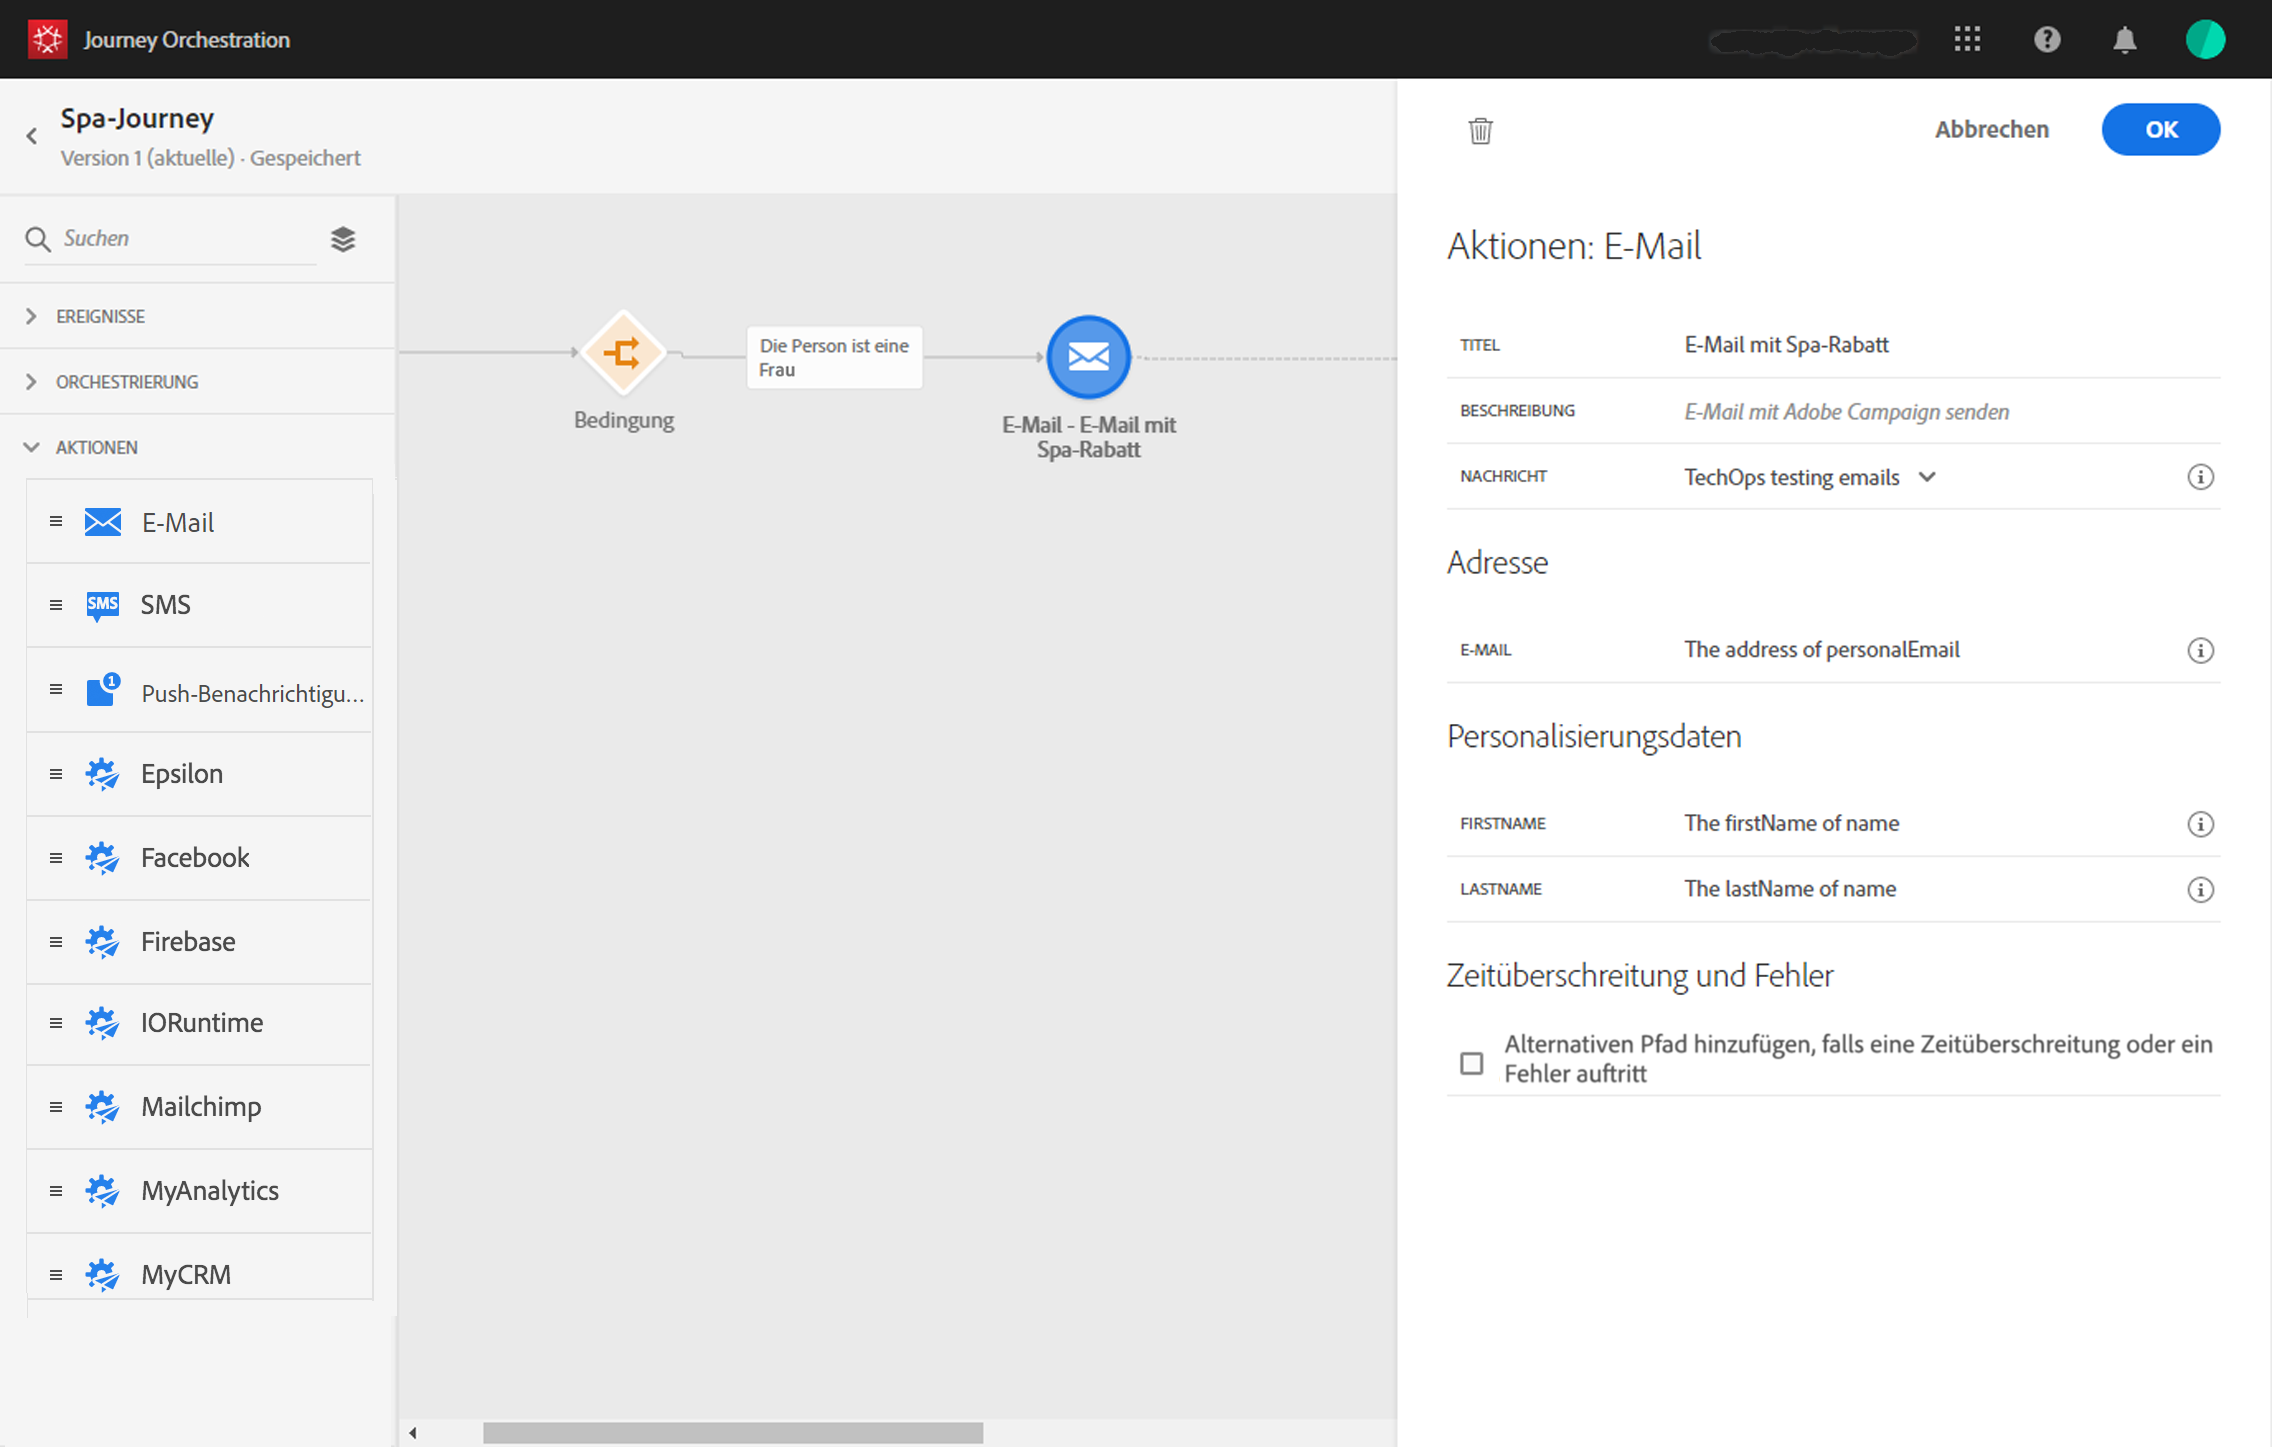 Journey Orchestration
Spa-Journey
Version 1 (aktuelle) · Gespeichert
Abbrechen
OK
Suchen
EREIGNISSE
ORCHESTRIERUNG
AKTIONEN
E-Mail
SMS
SMS
1
Push-Benachrichtigu...
Epsilon
Facebook
Firebase
IORuntime
Mailchimp
MyAnalytics
MyCRM
Bedingung
Die Person ist eine
Frau
E-Mail - E-Mail mit
Spa-Rabatt
Aktionen: E-Mail
TITEL E-Mail mit Spa-Rabatt
BESCHREIBUNG E-Mail mit Adobe Campaign senden
NACHRICHT TechOps testing emails
Adresse
E-MAIL The address of personalEmail
Personalisierungsdaten
FIRSTNAME The firstName of name
LASTNAME The lastName of name
Zeitüberschreitung und Fehler
Alternativen Pfad hinzufügen, falls eine Zeitüberschreitung oder ein
Fehler auftritt